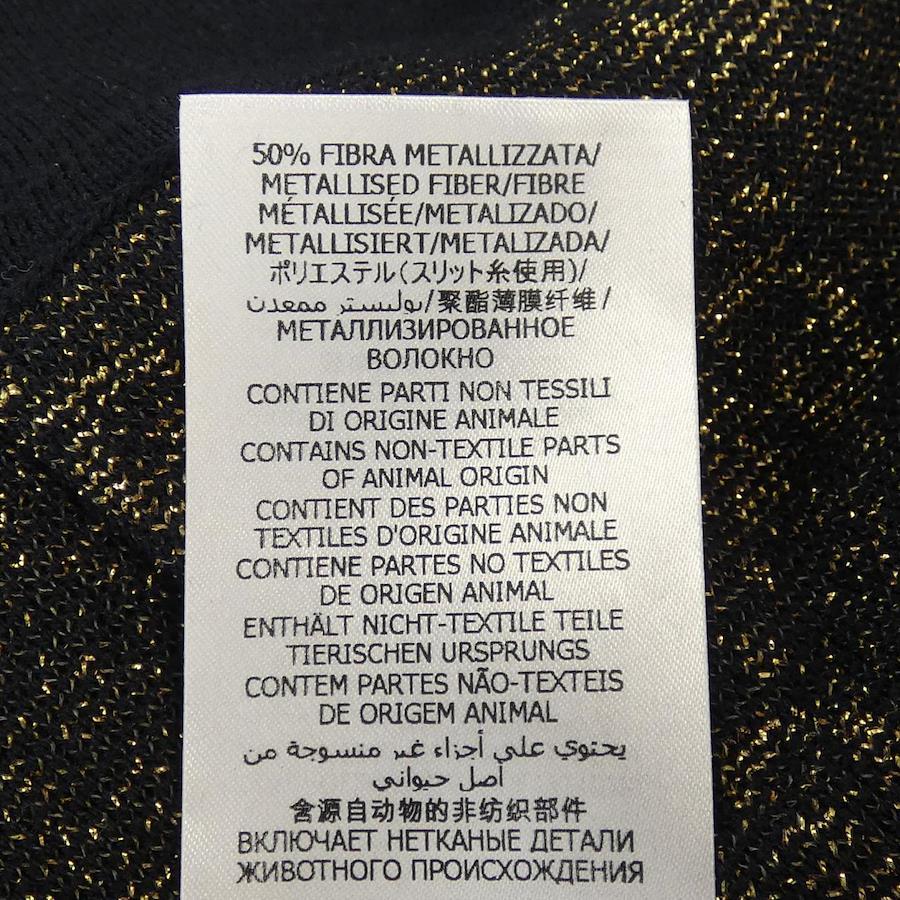 50% FIBRA METALLIZZATA/
METALLISED FIBER/FIBRE
MÉTALLISÉE/METALIZADO/
METALLISIERT/METALIZADA/
ポリエステル(スリット糸使用)/
بوليستر ممعدن/聚酯薄膜纤维/
МЕТАЛЛИЗИРОВАННОЕ
ВОЛОКНО
CONTIENE PARTI NON TESSILI
DI ORIGINE ANIMALE
CONTAINS NON-TEXTILE PARTS
OF ANIMAL ORIGIN
CONTIENT DES PARTIES NON
TEXTILES D'ORIGINE ANIMALE
CONTIENE PARTES NO TEXTILES
DE ORIGEN ANIMAL
ENTHÄLT NICHT-TEXTILE TEILE
TIERISCHEN URSPRUNGS
CONTEM PARTES NÃO-TEXTEIS
DE ORIGEM ANIMAL
يحتوي على أجزاء غير منسوجة من
اصل حيواني
含源自动物的非纺织部件
ВКЛЮЧАЕТ НЕТКАНЫЕ ДЕТАЛИ
ЖИВОТНОГО ПРОИСХОЖДЕНИЯ